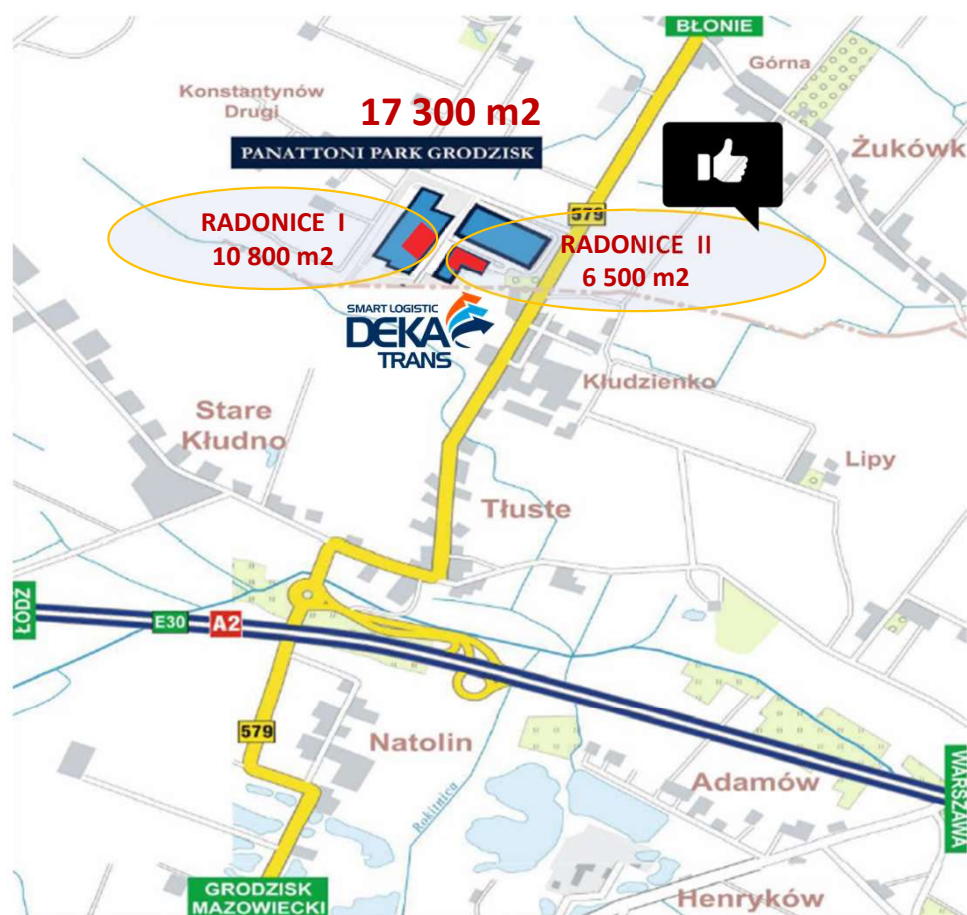 BŁONIE
Górna
Konstantynów
Drugi
17 300 m2
PANATTONI PARK GRODZISK
Żukówk
579
RADONICE I
10 800 m2
RADONICE II
6 500 m2
SMART LOGISTIC
DEKA
TRANS
Kłudzienko
Stare
Kłudno
Lipy
Tłuste
ŁODZ
E30
A2
579
Natolin
Rokitnica
Adamów
WARSZAWA
GRODZISK
MAZOWIECKI
Henryków